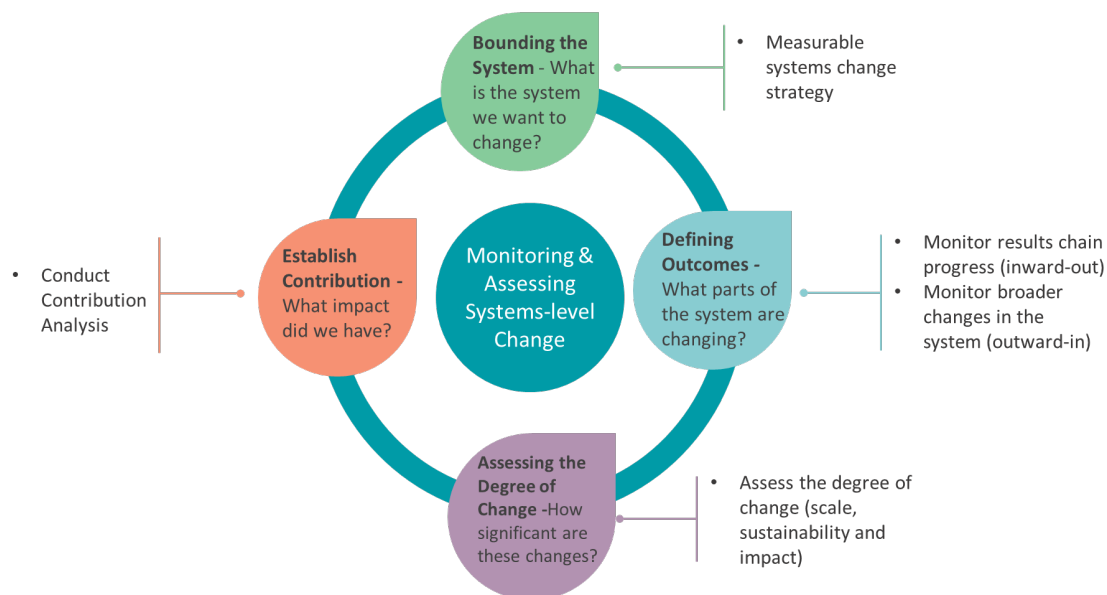 Bounding the
System - What
is the system
we want to
change?
• Measurable
systems change
strategy
Defining
Outcomes -
What parts of
the system are
changing?
• Monitor results chain
progress (inward-out)
• Monitor broader
changes in the
system (outward-in)
Monitoring &
Assessing
Systems-level
Change
Establish
Contribution -
What impact
did we have?
• Conduct
Contribution
Analysis
Assessing the
Degree of
Change -How
significant are
these changes?
• Assess the degree of
change (scale,
sustainability and
impact)